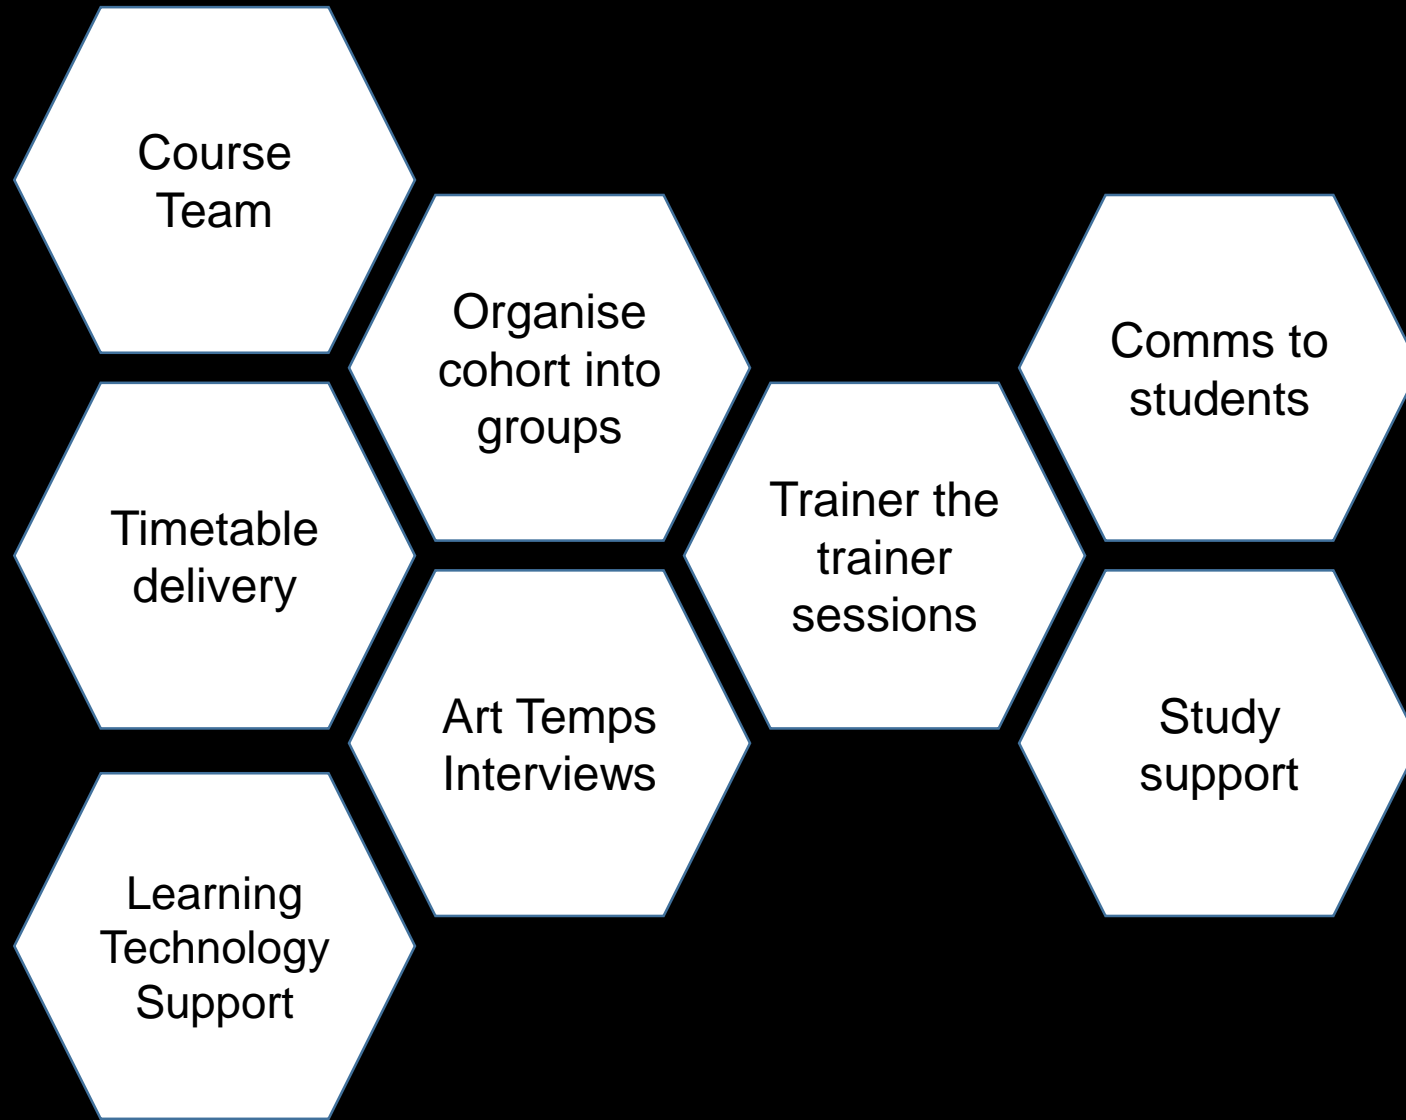 Course
Team
Organise
cohort into
groups
Comms to
students
Timetable
delivery
Trainer the
trainer
sessions
Art Temps
Interviews
Study
support
Learning
Technology
Support